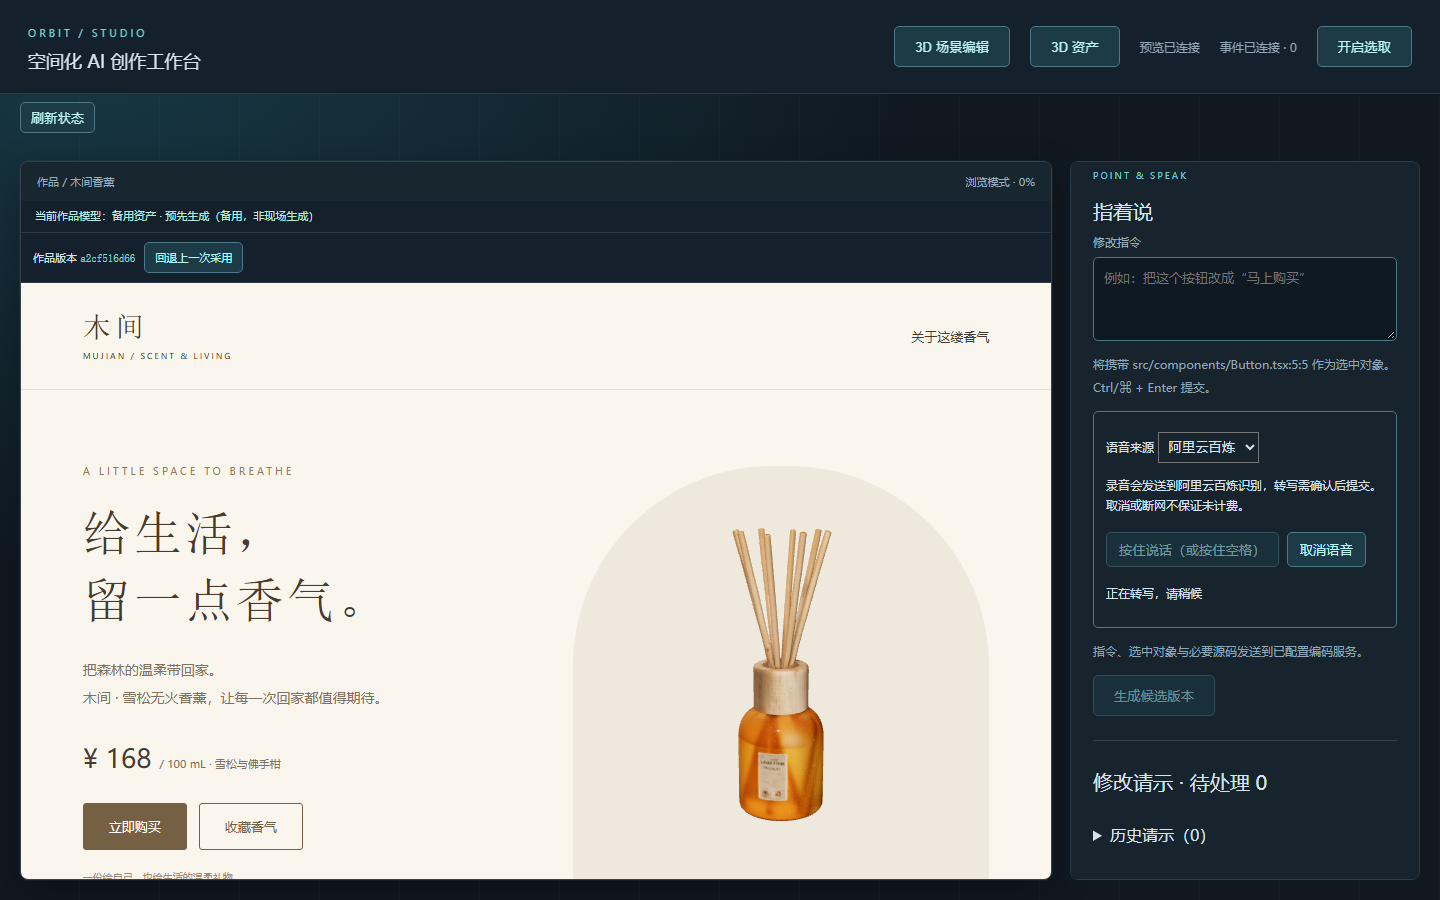 ORBIT / STUDIO
空间化 AI 创作工作台
3D 场景编辑
3D 资产
预览已连接
事件已连接 · 0
开启选取
刷新状态
作品 / 木间香薰
浏览模式 · 0%
当前作品模型：备用资产 · 预先生成（备用，非现场生成）
作品版本 a2cf516d66
回退上一次采用
木间
MUJIAN / SCENT & LIVING
关于这缕香气
A LITTLE SPACE TO BREATHE
给生活，
留一点香气。
把森林的温柔带回家。
木间 · 雪松无火香薰，让每一次回家都值得期待。
¥ 168 / 100 mL · 雪松与佛手柑
立即购买
收藏香气
一份给自己，也给生活的温柔礼物
POINT & SPEAK
指着说
修改指令
例如：把这个按钮改成“马上购买”
将携带 src/components/Button.tsx:5:5 作为选中对象。
Ctrl/⌘ + Enter 提交。
语音来源 阿里云百炼
录音会发送到阿里云百炼识别，转写需确认后提交。
取消或断网不保证未计费。
按住说话（或按住空格）
取消语音
正在转写，请稍候
指令、选中对象与必要源码发送到已配置编码服务。
生成候选版本
修改请示 · 待处理 0
▶ 历史请示（0）